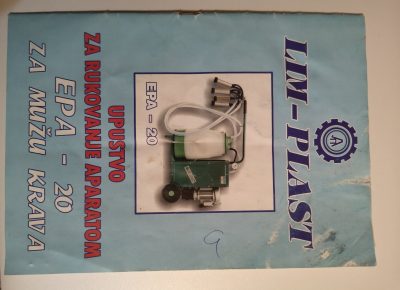 LIM-PLAST
EPA - 20
UPUSTVO
ZA RUKOVANJE APARATOM
EPA - 20
ZA MUŽU KRAVA